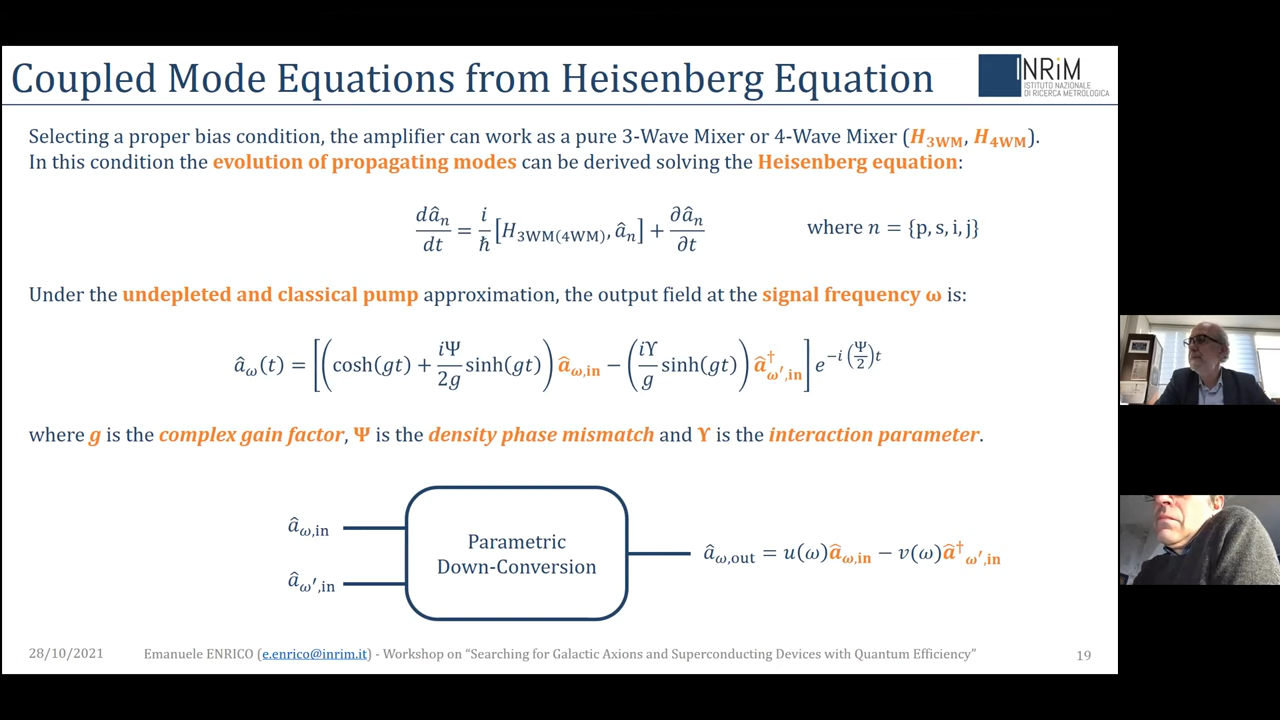 Coupled Mode Equations from Heisenberg Equation
INRiM
ISTITUTO NAZIONALE
DI RICERCA METROLOGICA
Selecting a proper bias condition, the amplifier can work as a pure 3-Wave Mixer or 4-Wave Mixer (H₃WM, H₄WM).
In this condition the evolution of propagating modes can be derived solving the Heisenberg equation:
dâₙ/dt = i/ħ [H₃WM(4WM), âₙ] + ∂âₙ/∂t where n = {p, s, i, j}
Under the undepleted and classical pump approximation, the output field at the signal frequency ω is:
â_ω(t) = [(cosh(gt) + iΨ/2g sinh(gt)) â_ω,in − (iϒ/g sinh(gt)) â†_ω′,in] e^−i(Ψ/2)t
where g is the complex gain factor, Ψ is the density phase mismatch and ϒ is the interaction parameter.
â_ω,in
â_ω′,in
Parametric
Down-Conversion
â_ω,out = u(ω)â_ω,in − v(ω)â†_ω′,in
28/10/2021 Emanuele ENRICO (e.enrico@inrim.it) - Workshop on “Searching for Galactic Axions and Superconducting Devices with Quantum Efficiency” 19